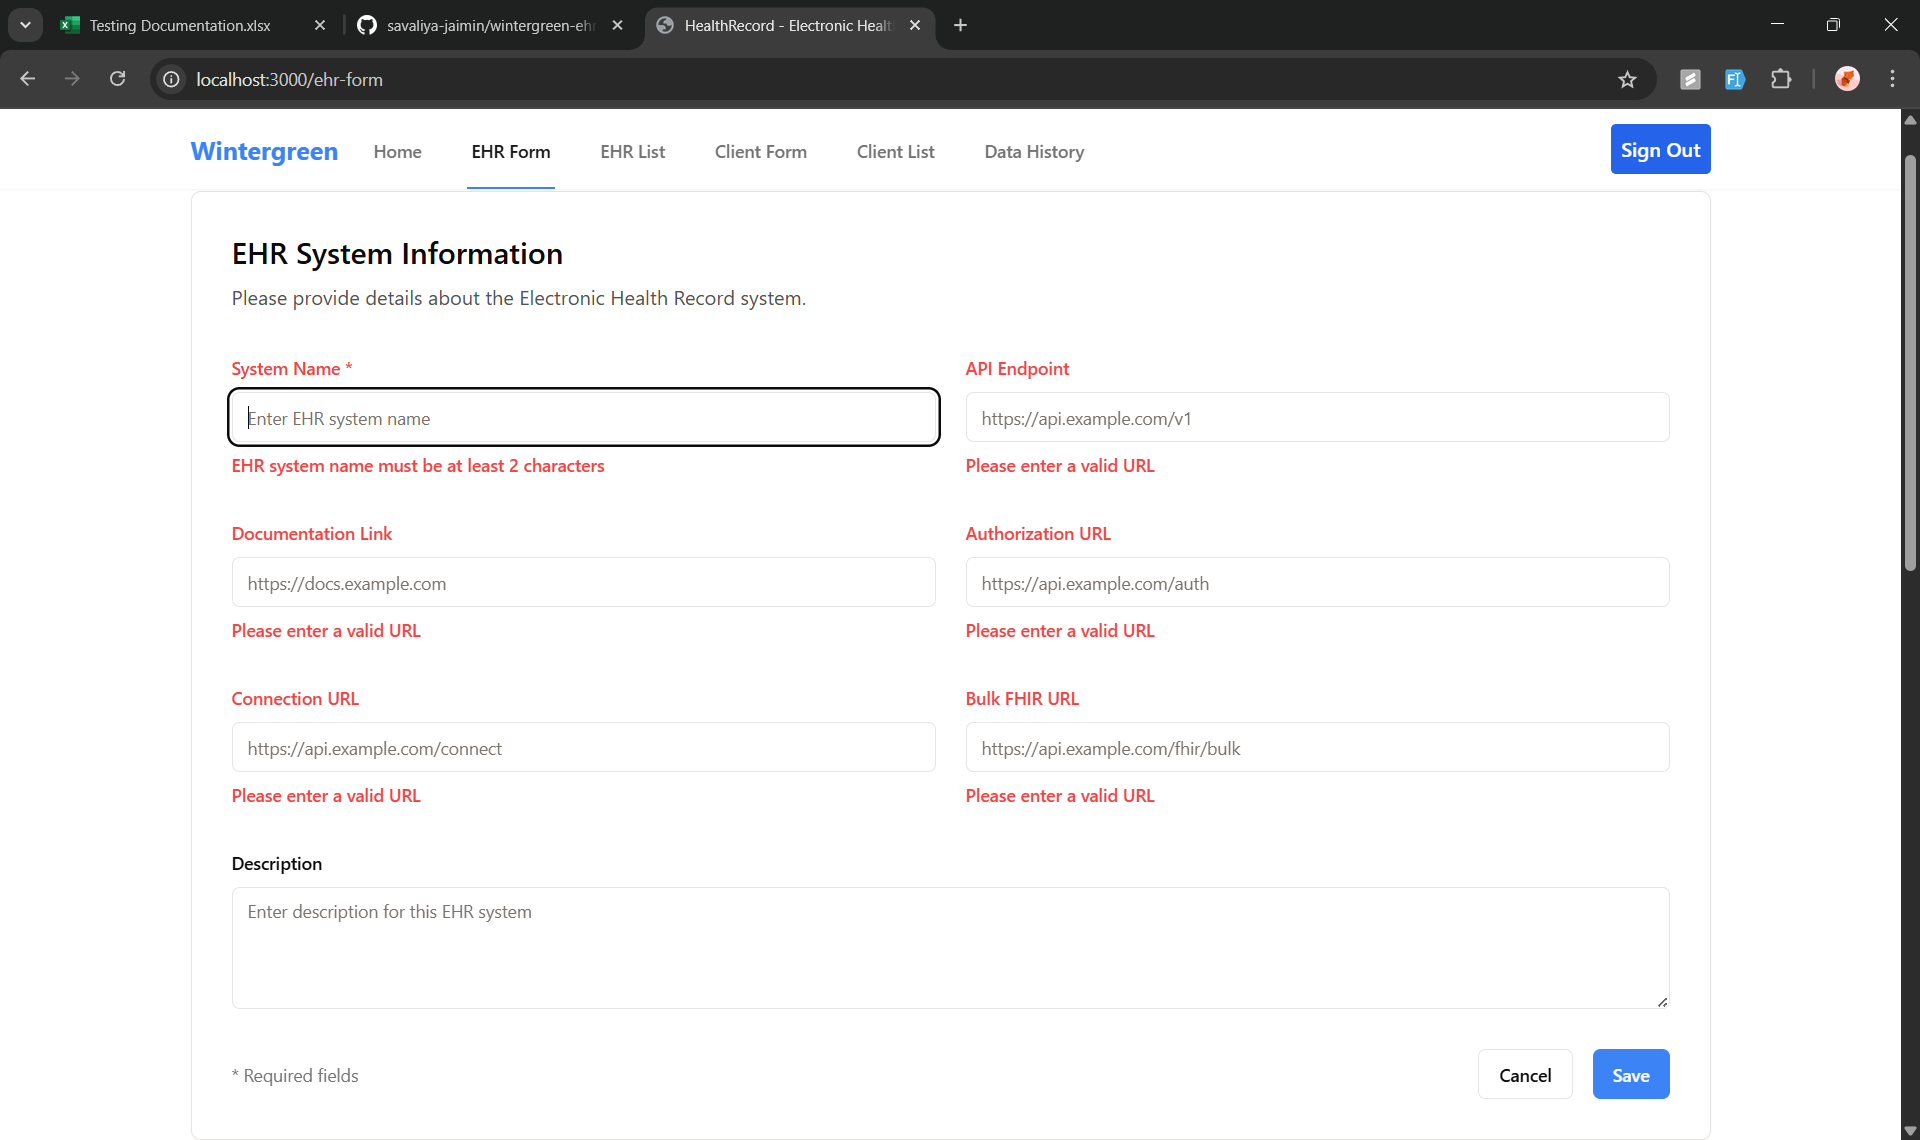 Testing Documentation.xlsx
savaliya-jaimin/wintergreen-ehr
HealthRecord - Electronic Healt
localhost:3000/ehr-form
Wintergreen
Home
EHR Form
EHR List
Client Form
Client List
Data History
Sign Out
EHR System Information
Please provide details about the Electronic Health Record system.
System Name *
Enter EHR system name
EHR system name must be at least 2 characters
API Endpoint
https://api.example.com/v1
Please enter a valid URL
Documentation Link
https://docs.example.com
Please enter a valid URL
Authorization URL
https://api.example.com/auth
Please enter a valid URL
Connection URL
https://api.example.com/connect
Please enter a valid URL
Bulk FHIR URL
https://api.example.com/fhir/bulk
Please enter a valid URL
Description
Enter description for this EHR system
* Required fields
Cancel
Save